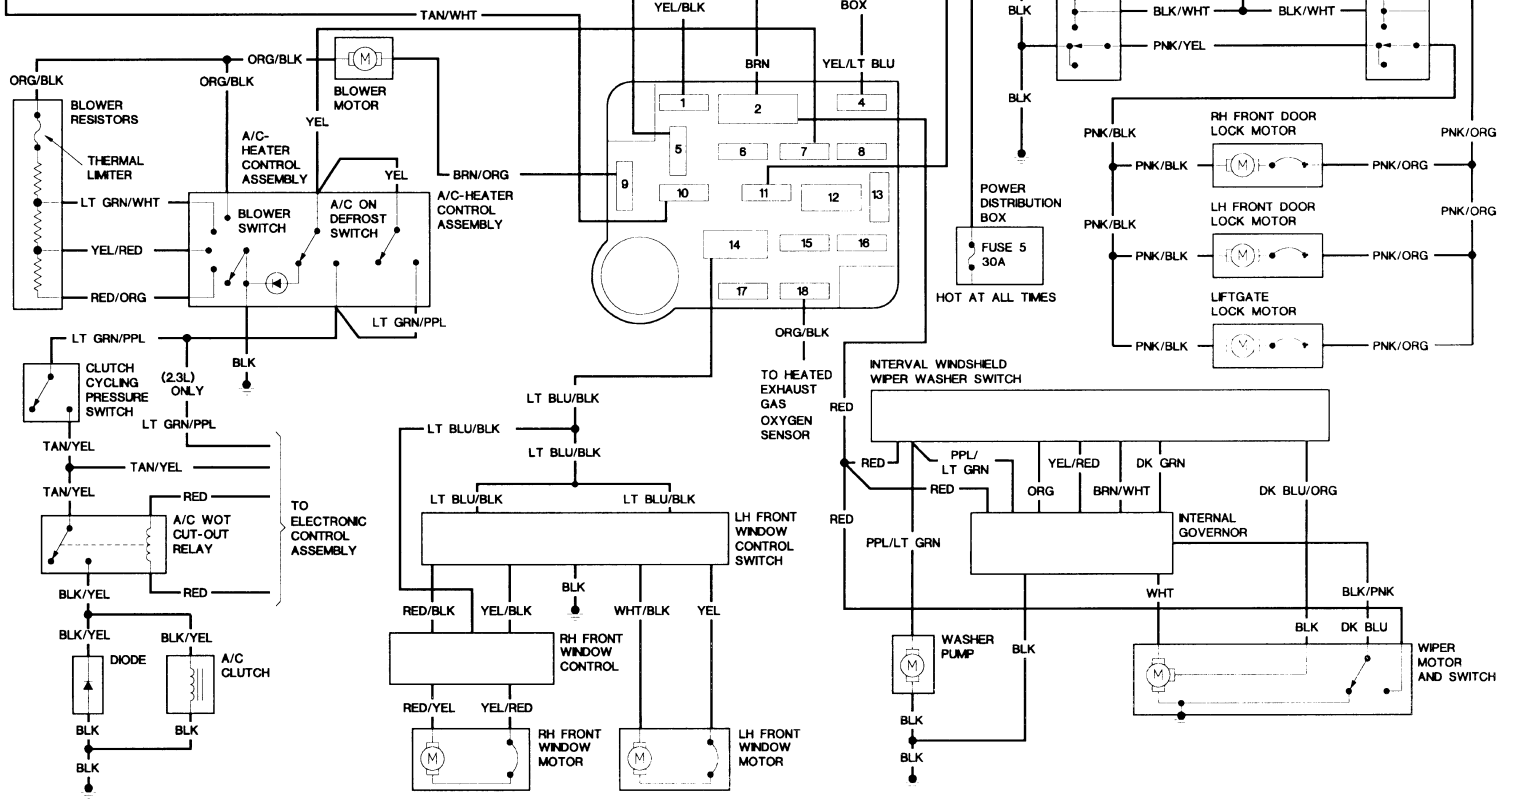 TAN/WHT
YEL/BLK
BOX
BLK
BLK/WHT
BLK/WHT
PNK/YEL
ORG/BLK
ORG/BLK
ORG/BLK
M
BLOWER
MOTOR
BRN
YEL/LT BLU
BLK
BLOWER
RESISTORS
THERMAL
LIMITER
YEL
A/C-
HEATER
CONTROL
ASSEMBLY
YEL
BRN/ORG
A/C-HEATER
CONTROL
ASSEMBLY
LT GRN/WHT
YEL/RED
RED/ORG
BLOWER
SWITCH
A/C ON
DEFROST
SWITCH
1
2
4
5
6
7
8
9
10
11
12
13
14
15
16
17
18
POWER
DISTRIBUTION
BOX
FUSE 5
30A
HOT AT ALL TIMES
RH FRONT DOOR
LOCK MOTOR
PNK/BLK
PNK/ORG
PNK/BLK
M
PNK/ORG
LH FRONT DOOR
LOCK MOTOR
PNK/BLK
PNK/ORG
PNK/BLK
M
PNK/ORG
LIFTGATE
LOCK MOTOR
PNK/BLK
M
PNK/ORG
LT GRN/PPL
LT GRN/PPL
BLK
CLUTCH
CYCLING
PRESSURE
SWITCH
(2.3L)
ONLY
LT GRN/PPL
TAN/YEL
TAN/YEL
TAN/YEL
RED
A/C WOT
CUT-OUT
RELAY
RED
TO
ELECTRONIC
CONTROL
ASSEMBLY
BLK/YEL
BLK/YEL
BLK/YEL
DIODE
A/C
CLUTCH
BLK
BLK
BLK
ORG/BLK
TO HEATED
EXHAUST
GAS
OXYGEN
SENSOR
LT BLU/BLK
LT BLU/BLK
LT BLU/BLK
LT BLU/BLK
LT BLU/BLK
LH FRONT
WINDOW
CONTROL
SWITCH
BLK
RED/BLK
YEL/BLK
WHT/BLK
YEL
RH FRONT
WINDOW
CONTROL
RED/YEL
YEL/RED
M
RH FRONT
WINDOW
MOTOR
M
LH FRONT
WINDOW
MOTOR
INTERVAL WINDSHIELD
WIPER WASHER SWITCH
RED
RED
PPL/
LT GRN
YEL/RED
DK GRN
RED
ORG
BRN/WHT
DK BLU/ORG
RED
PPL/LT GRN
INTERNAL
GOVERNOR
WHT
BLK/PNK
BLK
DK BLU
WASHER
PUMP
M
BLK
WIPER
MOTOR
AND SWITCH
M
BLK
BLK